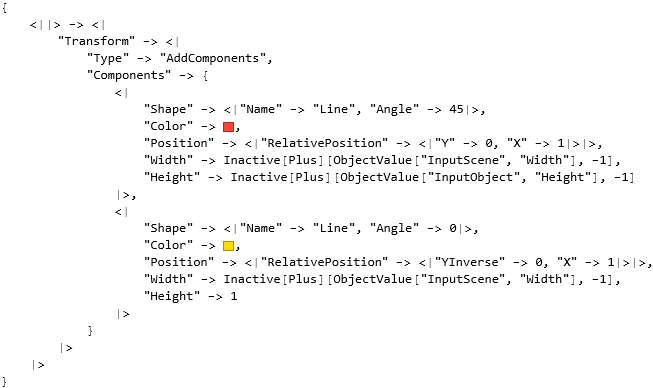 {
<||> -> <|
"Transform" -> <|
"Type" -> "AddComponents",
"Components" -> {
<|
"Shape" -> <|"Name" -> "Line", "Angle" -> 45|>,
"Color" -> ,
"Position" -> <|"RelativePosition" -> <|"Y" -> 0, "X" -> 1|>|>,
"Width" -> Inactive[Plus][ObjectValue["InputScene", "Width"], -1],
"Height" -> Inactive[Plus][ObjectValue["InputObject", "Height"], -1]
|>,
<|
"Shape" -> <|"Name" -> "Line", "Angle" -> 0|>,
"Color" -> ,
"Position" -> <|"RelativePosition" -> <|"YInverse" -> 0, "X" -> 1|>|>,
"Width" -> Inactive[Plus][ObjectValue["InputScene", "Width"], -1],
"Height" -> 1
|>
}
|>
|>
}